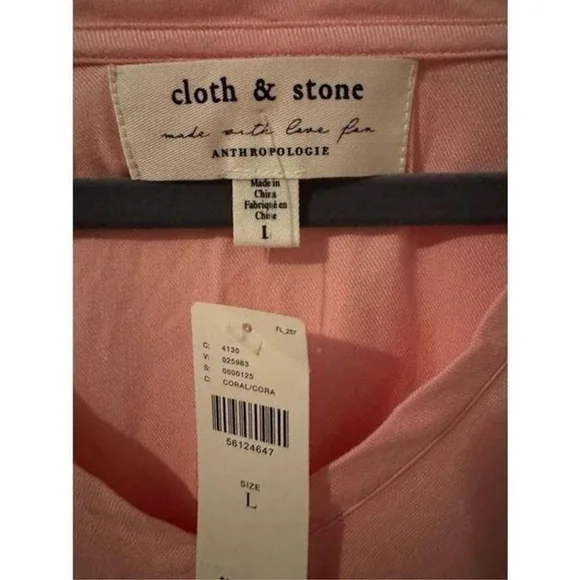 cloth & stone
made with love for
ANTHROPOLOGIE
Made in
China
Fabriqué en
Chine
L
FL_257
C: 4130
V: 025983
S: 0000125
C: CORAL/CORA
56124647
SIZE
L